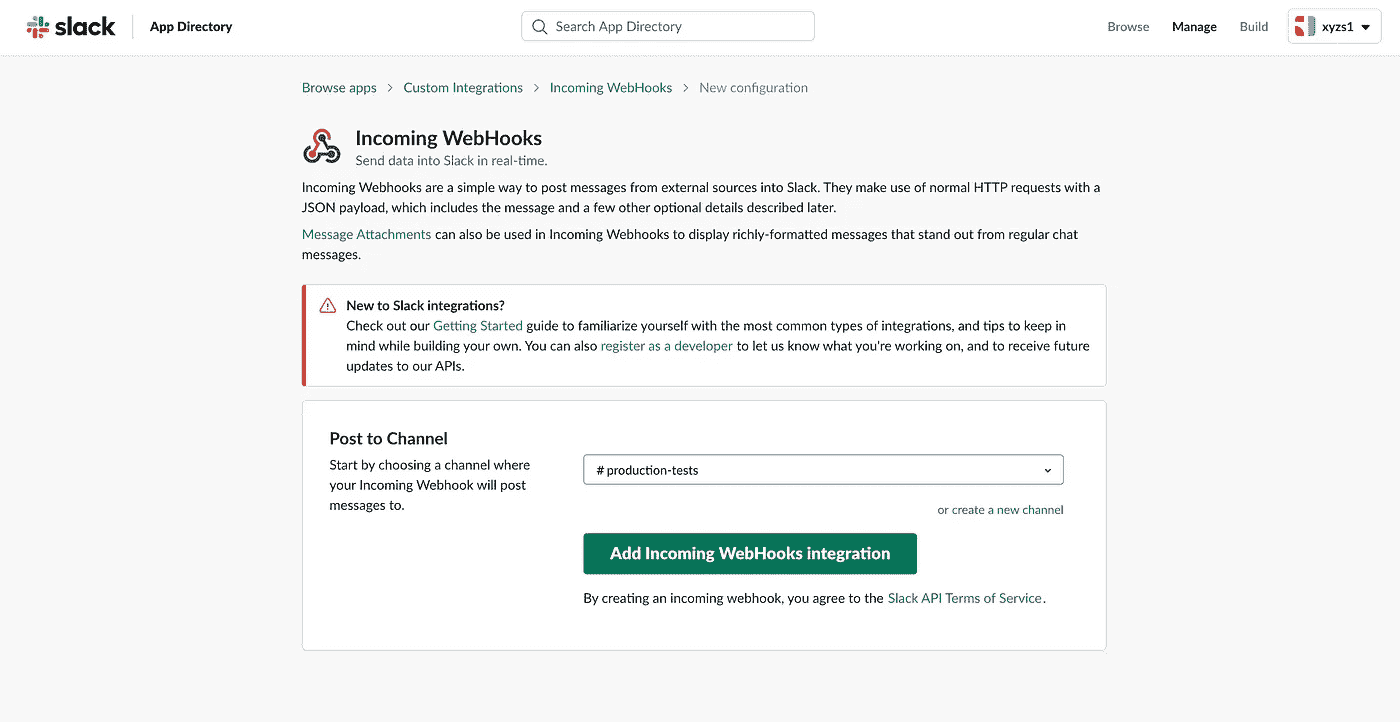 slack App Directory Search App Directory Browse Manage Build xyzs1
Browse apps > Custom Integrations > Incoming WebHooks > New configuration
Incoming WebHooks
Send data into Slack in real-time.
Incoming Webhooks are a simple way to post messages from external sources into Slack. They make use of normal HTTP requests with a
JSON payload, which includes the message and a few other optional details described later.
Message Attachments can also be used in Incoming Webhooks to display richly-formatted messages that stand out from regular chat
messages.
New to Slack integrations?
Check out our Getting Started guide to familiarize yourself with the most common types of integrations, and tips to keep in
mind while building your own. You can also register as a developer to let us know what you're working on, and to receive future
updates to our APIs.
Post to Channel
Start by choosing a channel where
your Incoming Webhook will post
messages to.
# production-tests
or create a new channel
Add Incoming WebHooks integration
By creating an incoming webhook, you agree to the Slack API Terms of Service.